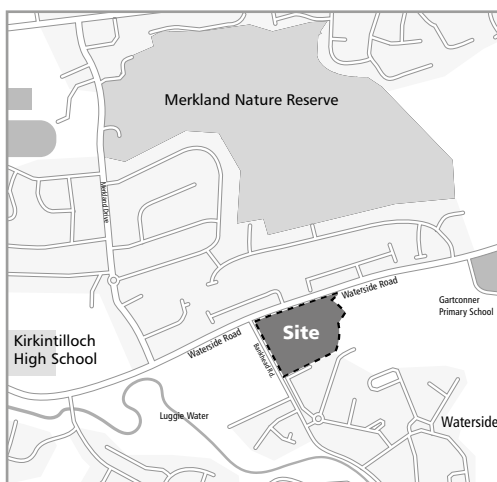 Merkland Nature Reserve
Merkland Drive
Waterside Road
Gartconner
Primary School
Site
Kirkintilloch
High School
Waterside Road
Bankhead Rd.
Luggie Water
Waterside